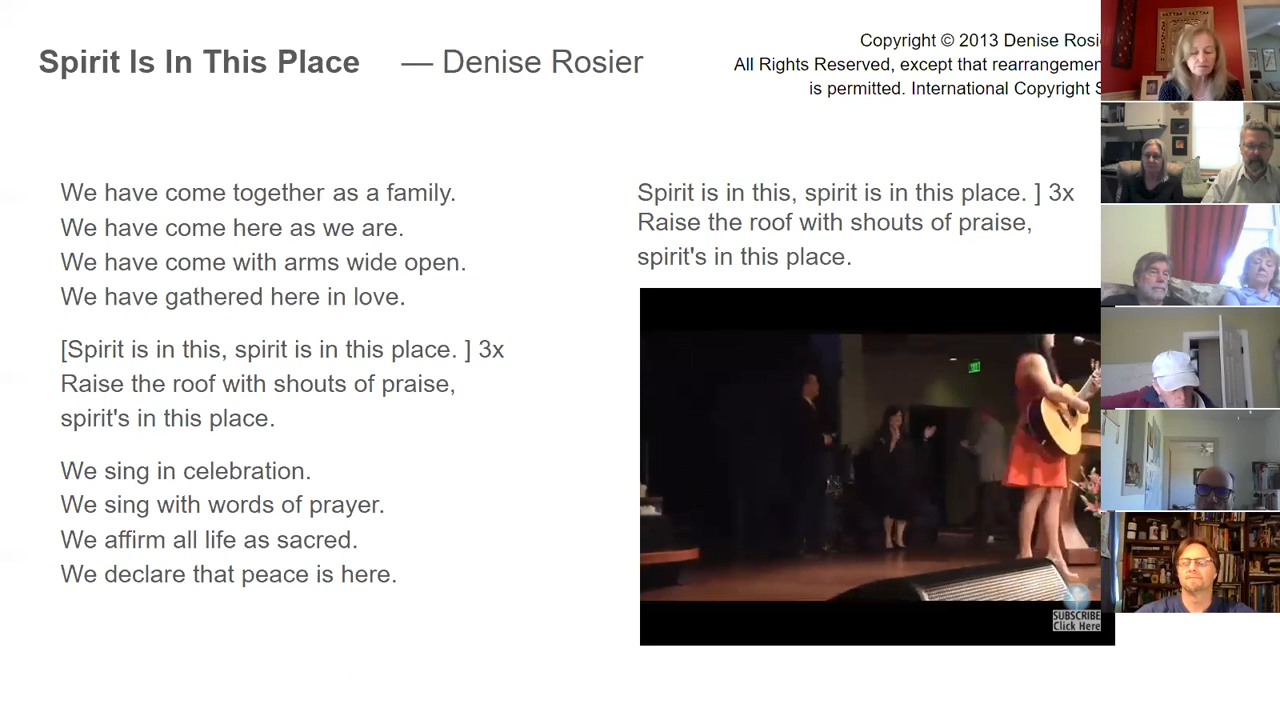 Spirit Is In This Place — Denise Rosier
Copyright © 2013 Denise Rosi
All Rights Reserved, except that rearrangemen
is permitted. International Copyright S
We have come together as a family.
We have come here as we are.
We have come with arms wide open.
We have gathered here in love.
[Spirit is in this, spirit is in this place. ] 3x
Raise the roof with shouts of praise,
spirit's in this place.
We sing in celebration.
We sing with words of prayer.
We affirm all life as sacred.
We declare that peace is here.
Spirit is in this, spirit is in this place. ] 3x
Raise the roof with shouts of praise,
spirit's in this place.
SUBSCRIBE
Click Here